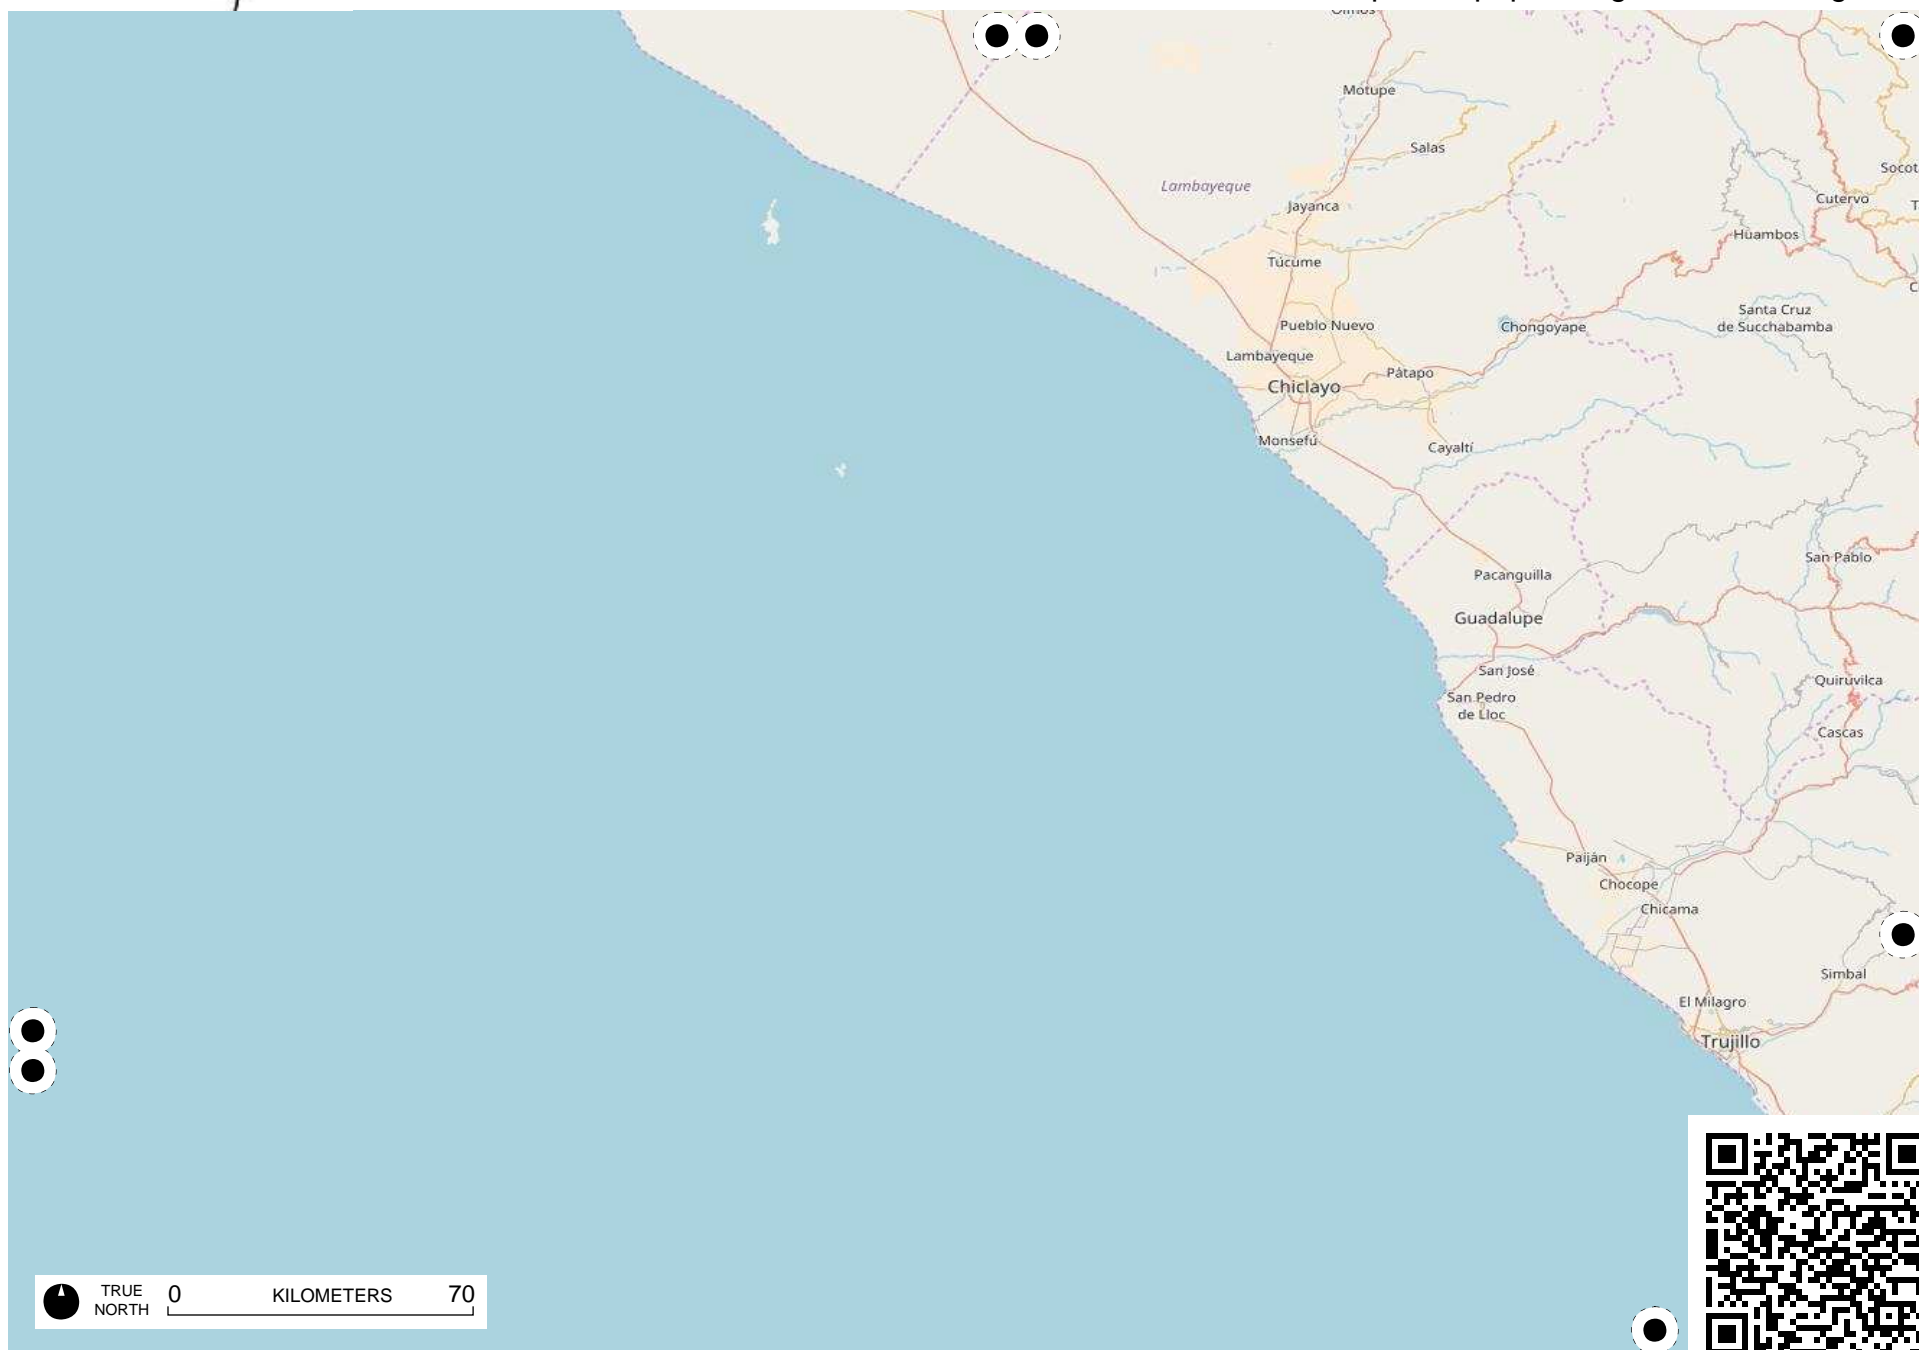 Olmos
Motupe
Salas
Lambayeque
Jayanca
Cutervo
Huambos
Túcume
Santa Cruz
de Succhabamba
Pueblo Nuevo
Chongoyape
Lambayeque
Pátapo
Chiclayo
Monsefú
Cayaltí
San Pablo
Pacanguilla
Guadalupe
San José
Quiruvilca
San Pedro
de Lloc
Cascas
Paiján
Chocope
Chicama
Simbal
El Milagro
Trujillo
TRUE
NORTH
0 KILOMETERS 70